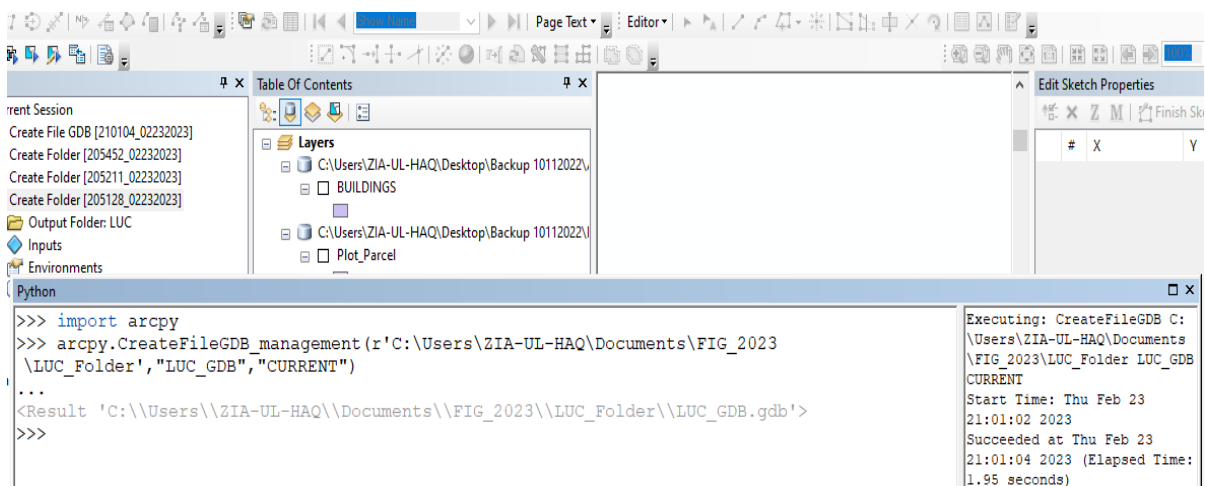 Show Name
Page Text
Editor
100%
rrent Session
Create File GDB [210104_02232023]
Create Folder [205452_02232023]
Create Folder [205211_02232023]
Create Folder [205128_02232023]
Output Folder: LUC
Inputs
Environments
Table Of Contents
Layers
C:\Users\ZIA-UL-HAQ\Desktop\Backup 10112022\
BUILDINGS
C:\Users\ZIA-UL-HAQ\Desktop\Backup 10112022\
Plot_Parcel
Edit Sketch Properties
Z M Finish Sk
# X Y
Python
>>> import arcpy
>>> arcpy.CreateFileGDB_management(r'C:\Users\ZIA-UL-HAQ\Documents\FIG_2023
\LUC_Folder',"LUC_GDB","CURRENT")
...
<Result 'C:\\Users\\ZIA-UL-HAQ\\Documents\\FIG_2023\\LUC_Folder\\LUC_GDB.gdb'>
>>>
Executing: CreateFileGDB C:
\Users\ZIA-UL-HAQ\Documents
\FIG_2023\LUC_Folder LUC_GDB
CURRENT
Start Time: Thu Feb 23
21:01:02 2023
Succeeded at Thu Feb 23
21:01:04 2023 (Elapsed Time:
1.95 seconds)